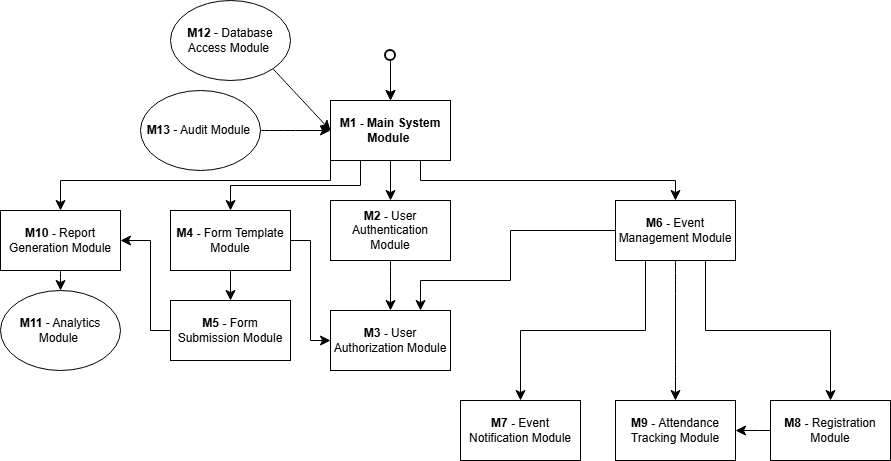 M12 - Database
Access Module
M13 - Audit Module
M1 - Main System
Module
M10 - Report
Generation Module
M4 - Form Template
Module
M2 - User
Authentication
Module
M6 - Event
Management Module
M11 - Analytics
Module
M5 - Form
Submission Module
M3 - User
Authorization Module
M7 - Event
Notification Module
M9 - Attendance
Tracking Module
M8 - Registration
Module